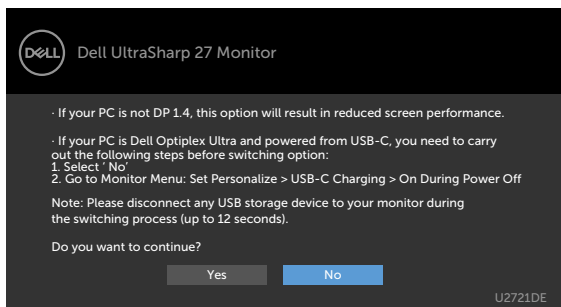 DELL
Dell UltraSharp 27 Monitor
· If your PC is not DP 1.4, this option will result in reduced screen performance.
· If your PC is Dell Optiplex Ultra and powered from USB-C, you need to carry
out the following steps before switching option:
1. Select ‘ No’
2. Go to Monitor Menu: Set Personalize > USB-C Charging > On During Power Off
Note: Please disconnect any USB storage device to your monitor during
the switching process (up to 12 seconds).
Do you want to continue?
Yes No
U2721DE